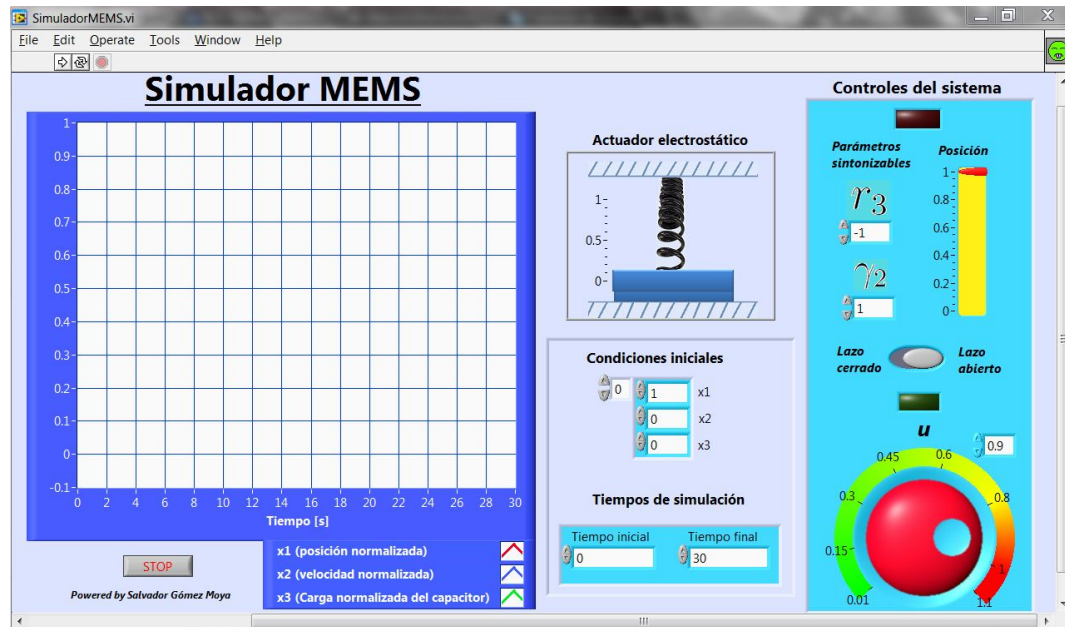 SimuladorMEMS.vi
File Edit Operate Tools Window Help
Simulador MEMS
1
0.9
0.8
0.7
0.6
0.5
0.4
0.3
0.2
0.1
0
-0.1
0 2 4 6 8 10 12 14 16 18 20 22 24 26 28 30
Tiempo [s]
x1 (posición normalizada)
x2 (velocidad normalizada)
x3 (Carga normalizada del capacitor)
STOP
Powered by Salvador Gómez Moya
Actuador electrostático
1
0.5
0
Condiciones iniciales
0 1 x1
0 x2
0 x3
Tiempos de simulación
Tiempo inicial Tiempo final
0 30
Controles del sistema
Parámetros
sintonizables
r3
-1
γ2
1
Posición
1
0.8
0.6
0.4
0.2
0
Lazo
cerrado
Lazo
abierto
u
0.9
0.45 0.6
0.3 0.8
0.15 1
0.01 1.1